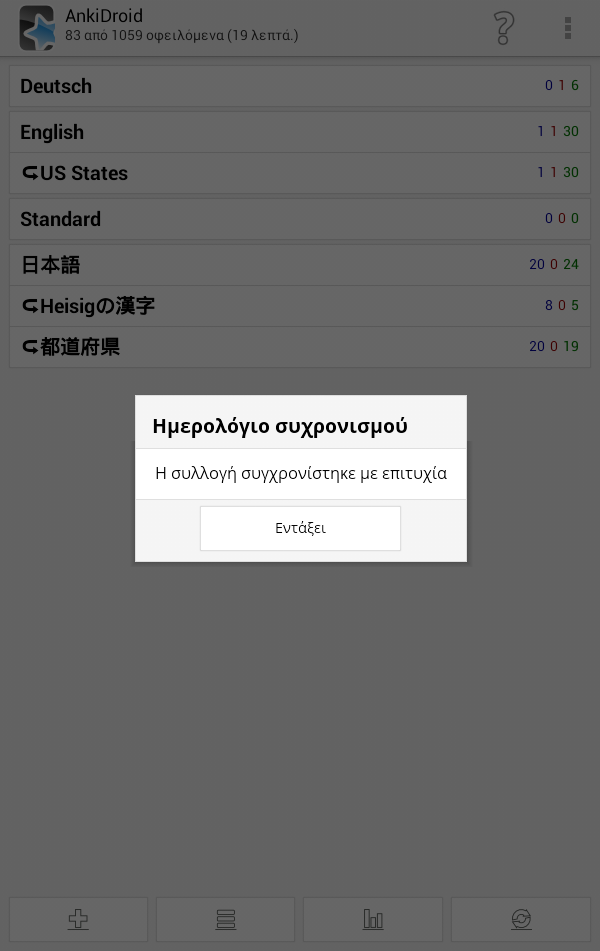 AnkiDroid
83 από 1059 οφειλόμενα (19 λεπτά.)
Deutsch 0 1 6
English 1 1 30
US States 1 1 30
Standard 0 0 0
日本語 20 0 24
Heisigの漢字 8 0 5
都道府県 20 0 19
Ημερολόγιο συχρονισμού
Η συλλογή συγχρονίστηκε με επιτυχία
Εντάξει